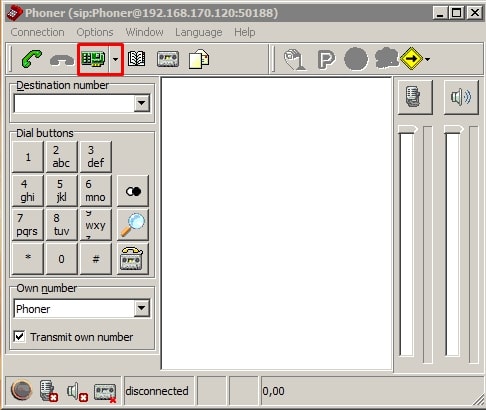 Phoner (sip:Phoner@192.168.170.120:50188)
Connection Options Window Language Help
P
Destination number
Dial buttons
1 2 abc 3 def
4 ghi 5 jkl 6 mno
7 pqrs 8 tuv 9 wxy z
* 0 #
Own number
Phoner
Transmit own number
disconnected 0,00